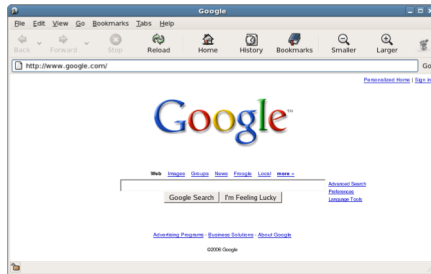 Google
File Edit View Go Bookmarks Tabs Help
Back Forward Stop Reload Home History Bookmarks Smaller Larger
http://www.google.com/ Go
Personalized Home | Sign in
Google™
Web Images Groups News Froogle Local more »
Advanced Search
Preferences
Language Tools
Google Search I'm Feeling Lucky
Advertising Programs - Business Solutions - About Google
©2006 Google